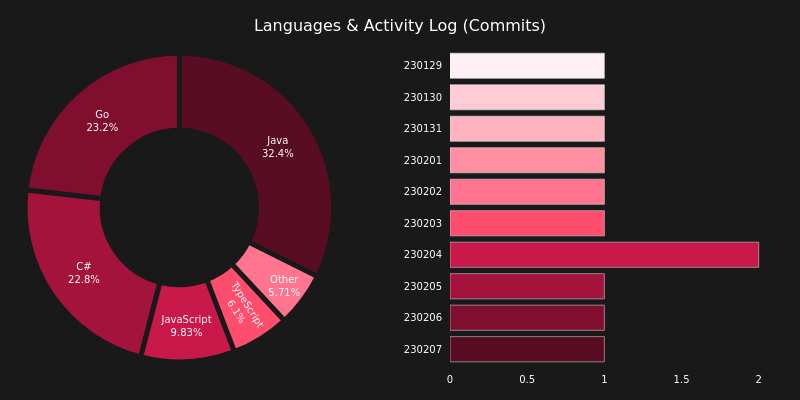 Languages & Activity Log (Commits)
Java
32.4%
Go
23.2%
C#
22.8%
JavaScript
9.83%
TypeScript
6.1%
Other
5.71%
230129
230130
230131
230201
230202
230203
230204
230205
230206
230207
0 0.5 1 1.5 2